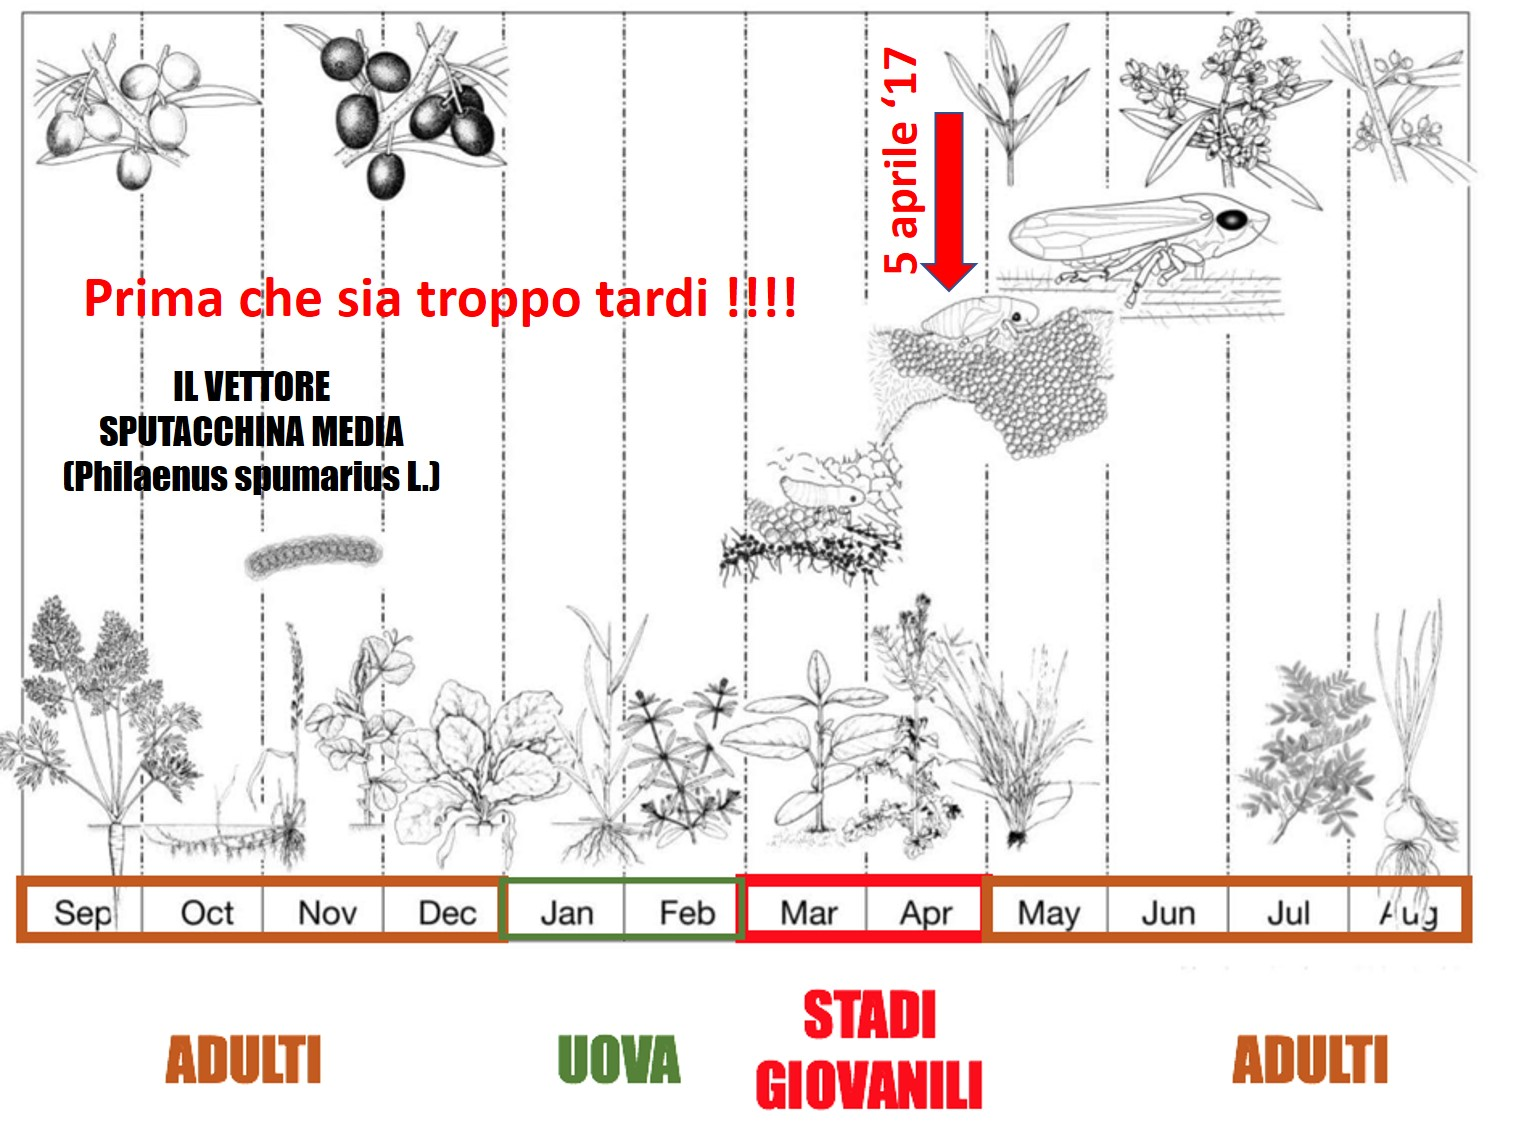 5 aprile ‘17
Prima che sia troppo tardi !!!!
IL VETTORE
SPUTACCHINA MEDIA
(Philaenus spumarius L.)
Sep Oct Nov Dec Jan Feb Mar Apr May Jun Jul Aug
ADULTI UOVA STADI GIOVANILI ADULTI